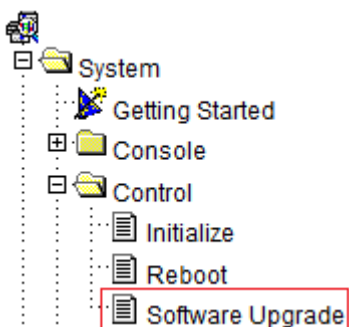 System
Getting Started
Console
Control
Initialize
Reboot
Software Upgrade